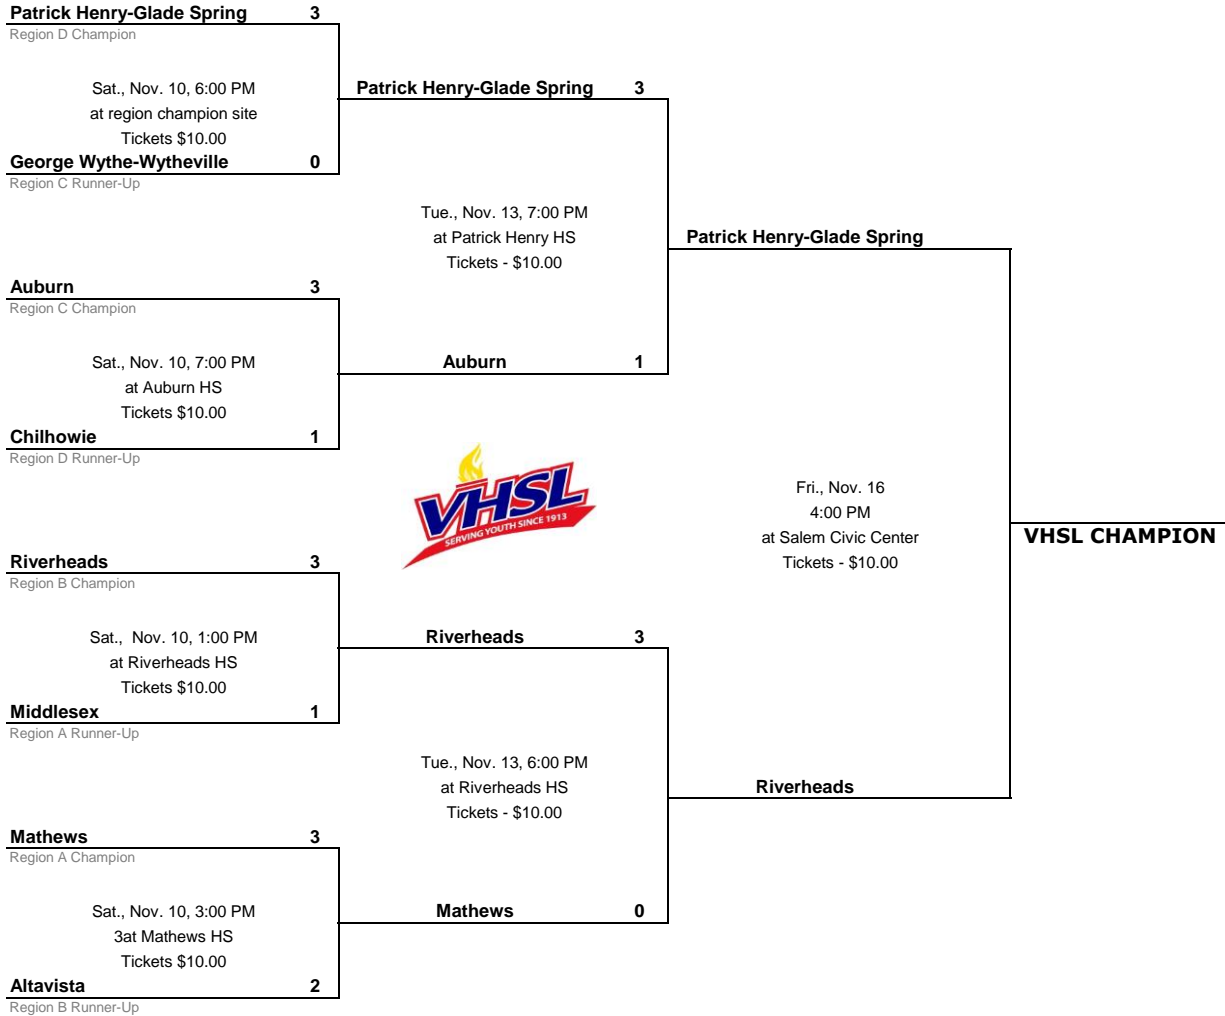 Patrick Henry-Glade Spring 3
Region D Champion
Sat., Nov. 10, 6:00 PM
at region champion site
Tickets $10.00
George Wythe-Wytheville 0
Region C Runner-Up
Patrick Henry-Glade Spring 3
Tue., Nov. 13, 7:00 PM
at Patrick Henry HS
Tickets - $10.00
Auburn 3
Region C Champion
Sat., Nov. 10, 7:00 PM
at Auburn HS
Tickets $10.00
Chilhowie 1
Region D Runner-Up
Auburn 1
Patrick Henry-Glade Spring
VHSL
SERVING YOUTH SINCE 1913
Fri., Nov. 16
4:00 PM
at Salem Civic Center
Tickets - $10.00
VHSL CHAMPION
Riverheads 3
Region B Champion
Sat., Nov. 10, 1:00 PM
at Riverheads HS
Tickets $10.00
Middlesex 1
Region A Runner-Up
Riverheads 3
Tue., Nov. 13, 6:00 PM
at Riverheads HS
Tickets - $10.00
Riverheads
Mathews 3
Region A Champion
Sat., Nov. 10, 3:00 PM
3at Mathews HS
Tickets $10.00
Altavista 2
Region B Runner-Up
Mathews 0